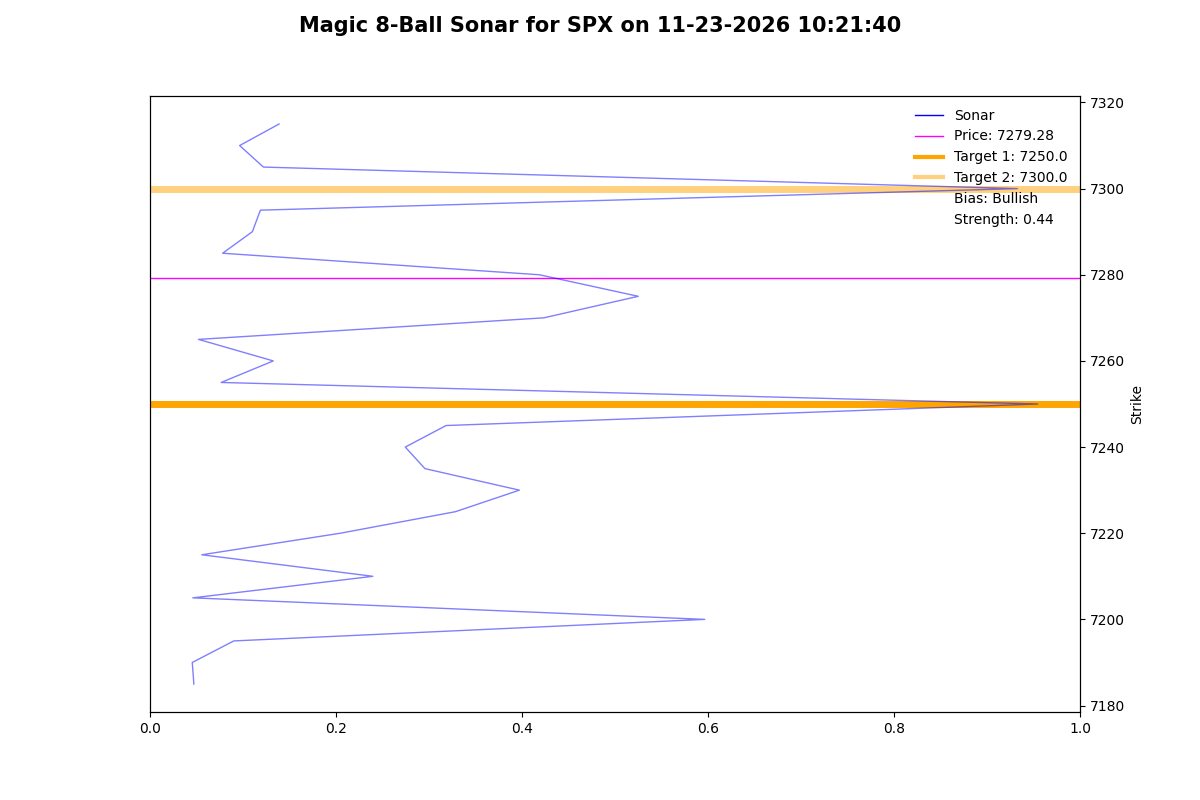 Magic 8-Ball Sonar for SPX on 11-23-2026 10:21:40
Sonar
Price: 7279.28
Target 1: 7250.0
Target 2: 7300.0
Bias: Bullish
Strength: 0.44
7320
7300
7280
7260
7240
7220
7200
7180
Strike
0.0 0.2 0.4 0.6 0.8 1.0